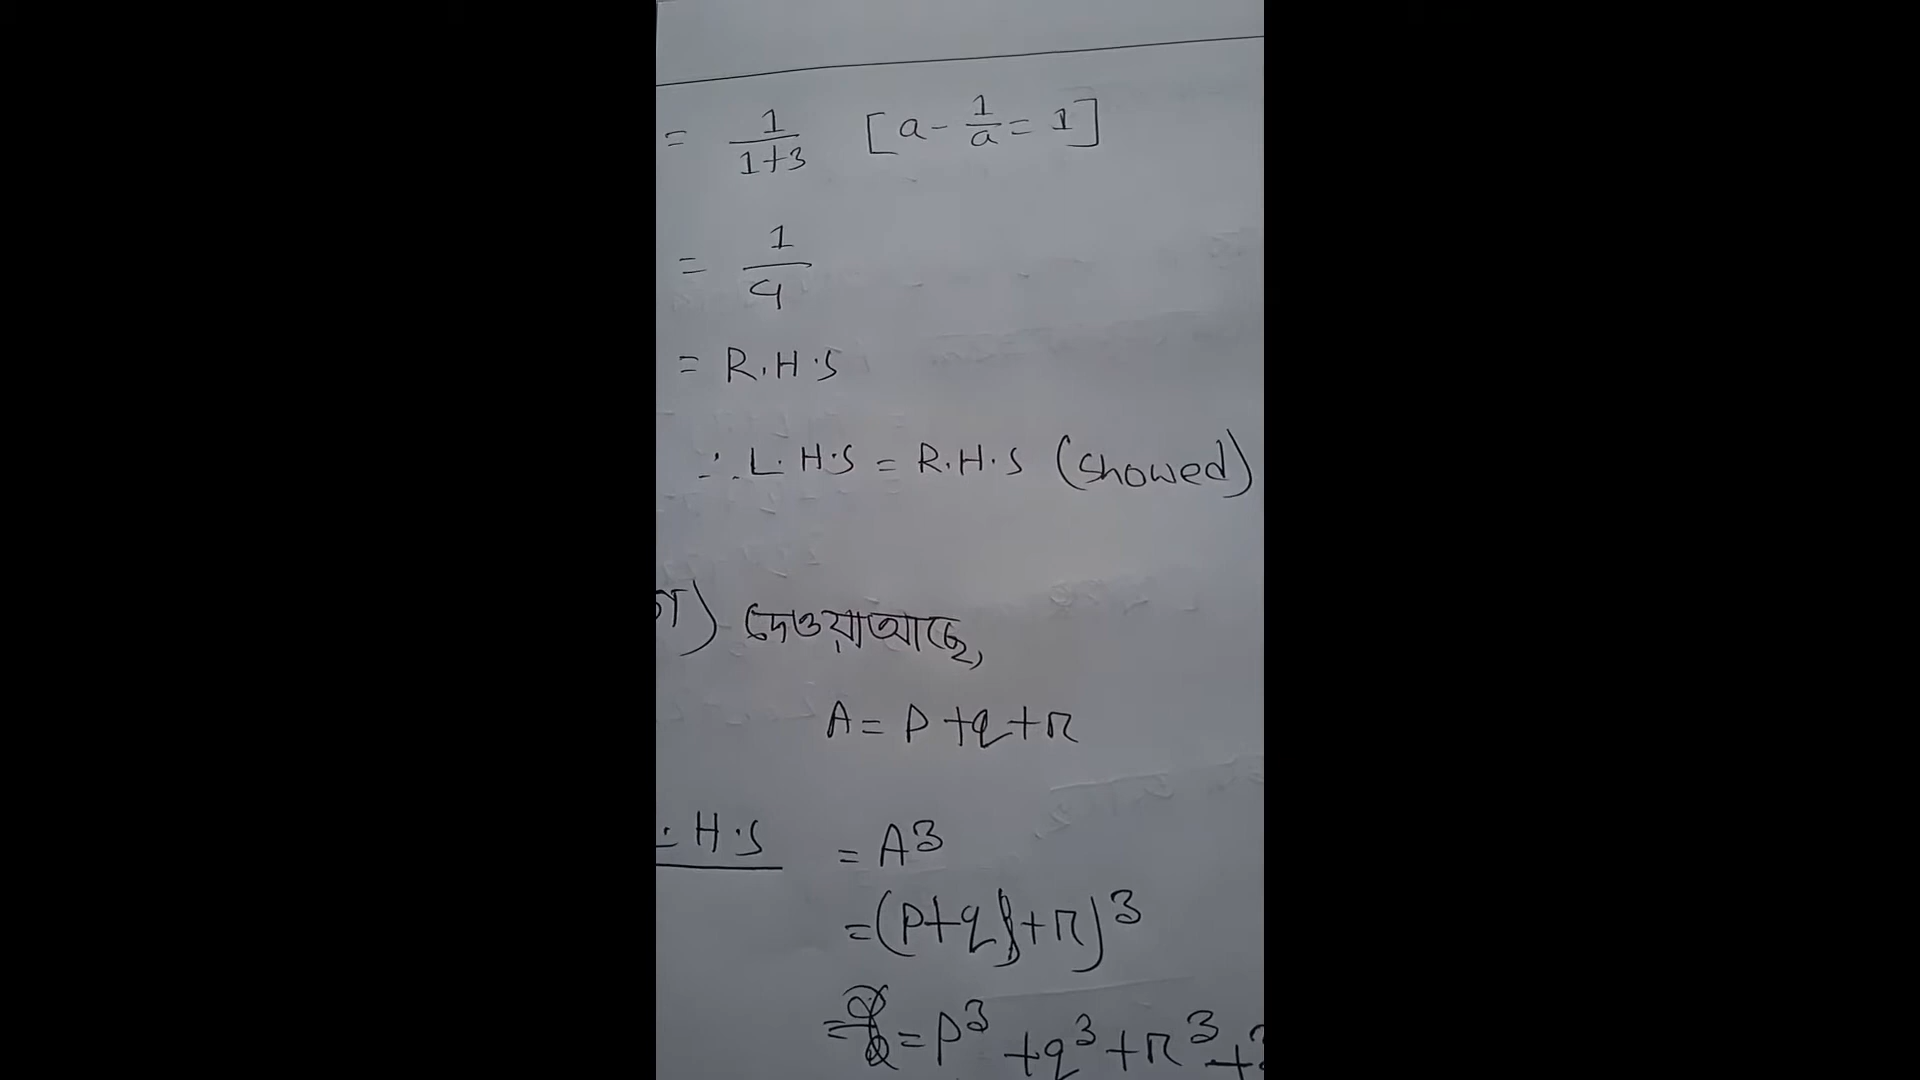 = 1/(1+3) [a - 1/a = 1]
= 1/4
= R.H.S
∴ L.H.S = R.H.S (showed)
গ) দেওয়া আছে,
A = p + q + r
L.H.S = A³
= (p + q + r)³
= p³ + q³ + r³ +